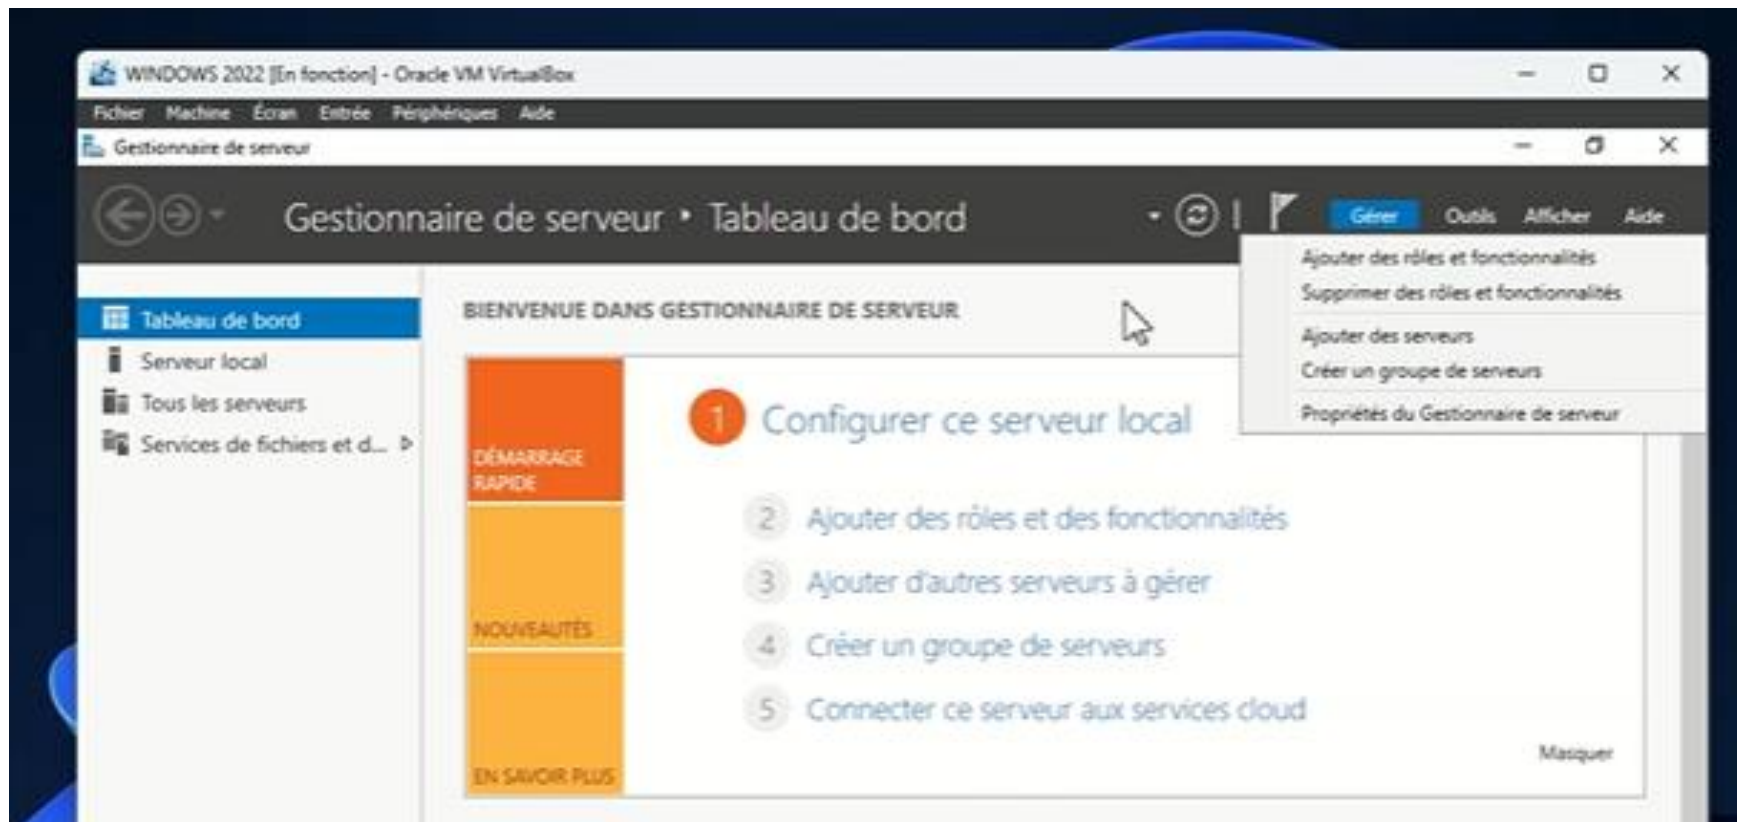 WINDOWS 2022 [En fonction] - Oracle VM VirtualBox
Fichier Machine Écran Entrée Périphériques Aide
Gestionnaire de serveur
Gestionnaire de serveur • Tableau de bord
Gérer Outils Afficher Aide
Ajouter des rôles et fonctionnalités
Supprimer des rôles et fonctionnalités
Ajouter des serveurs
Créer un groupe de serveurs
Propriétés du Gestionnaire de serveur
Tableau de bord
Serveur local
Tous les serveurs
Services de fichiers et d...
BIENVENUE DANS GESTIONNAIRE DE SERVEUR
DÉMARRAGE
RAPIDE
NOUVEAUTÉS
EN SAVOIR PLUS
1 Configurer ce serveur local
2 Ajouter des rôles et des fonctionnalités
3 Ajouter d'autres serveurs à gérer
4 Créer un groupe de serveurs
5 Connecter ce serveur aux services cloud
Masquer